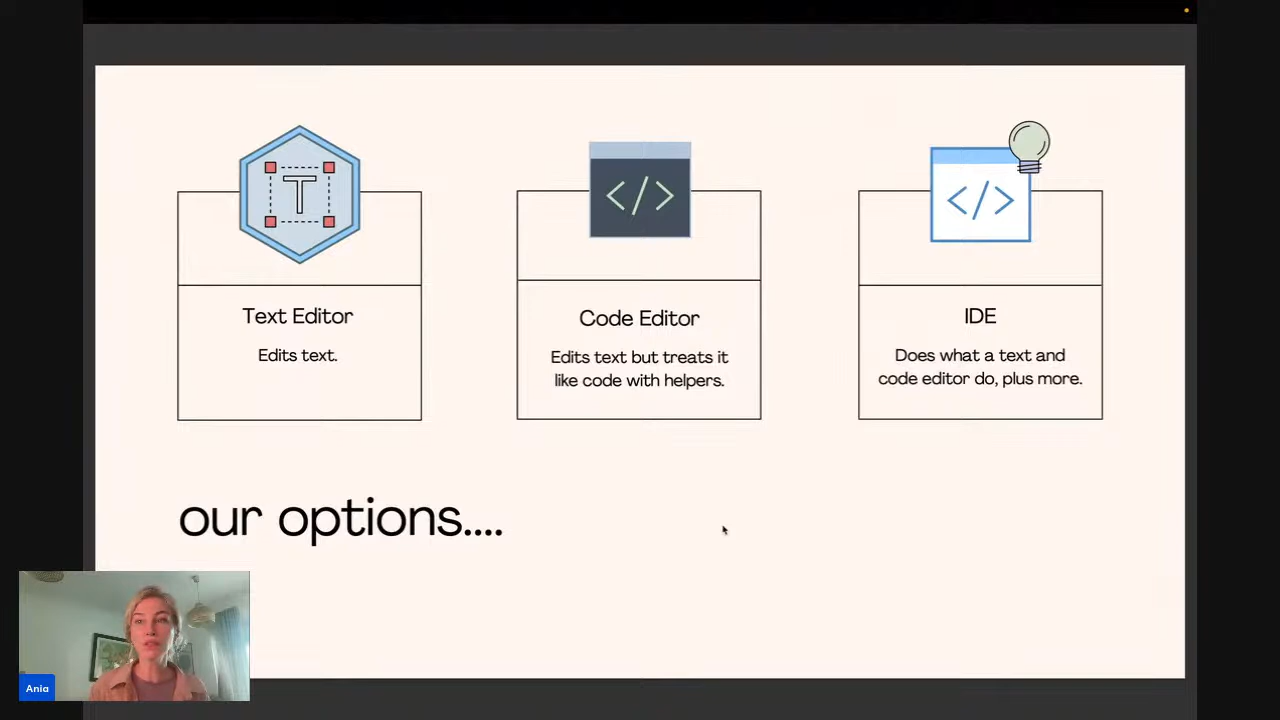 T
</>
</>
Text Editor
Edits text.
Code Editor
Edits text but treats it
like code with helpers.
IDE
Does what a text and
code editor do, plus more.
our options....
Ania